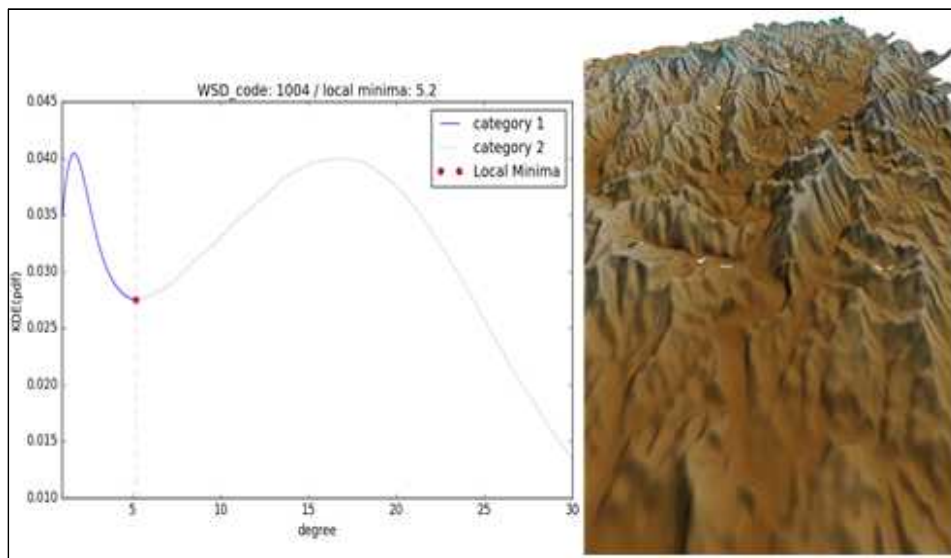 WSD_code: 1004 / local minima: 5.2
0.045
0.040
0.035
0.030
0.025
0.020
0.015
0.010
KDE(pdf)
category 1
category 2
Local Minima
5
10
15
20
25
30
degree